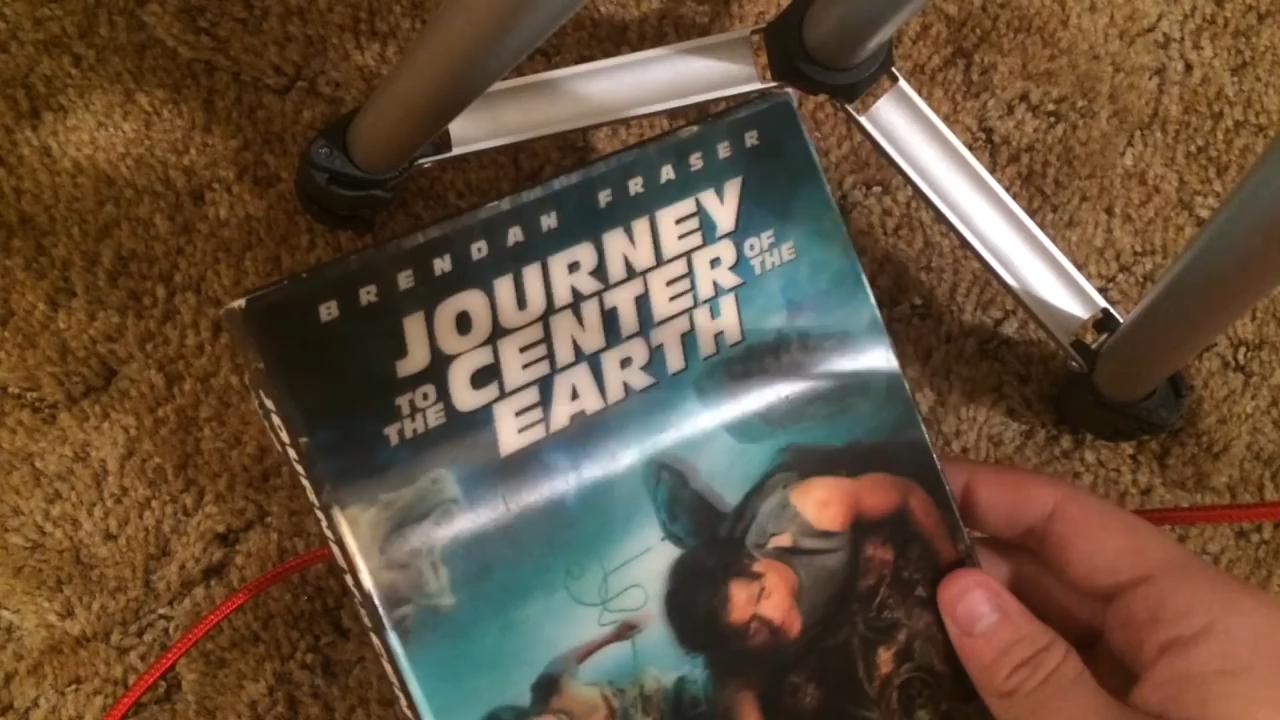 BRENDAN FRASER
JOURNEY
TO THE
CENTER
OF THE
EARTH